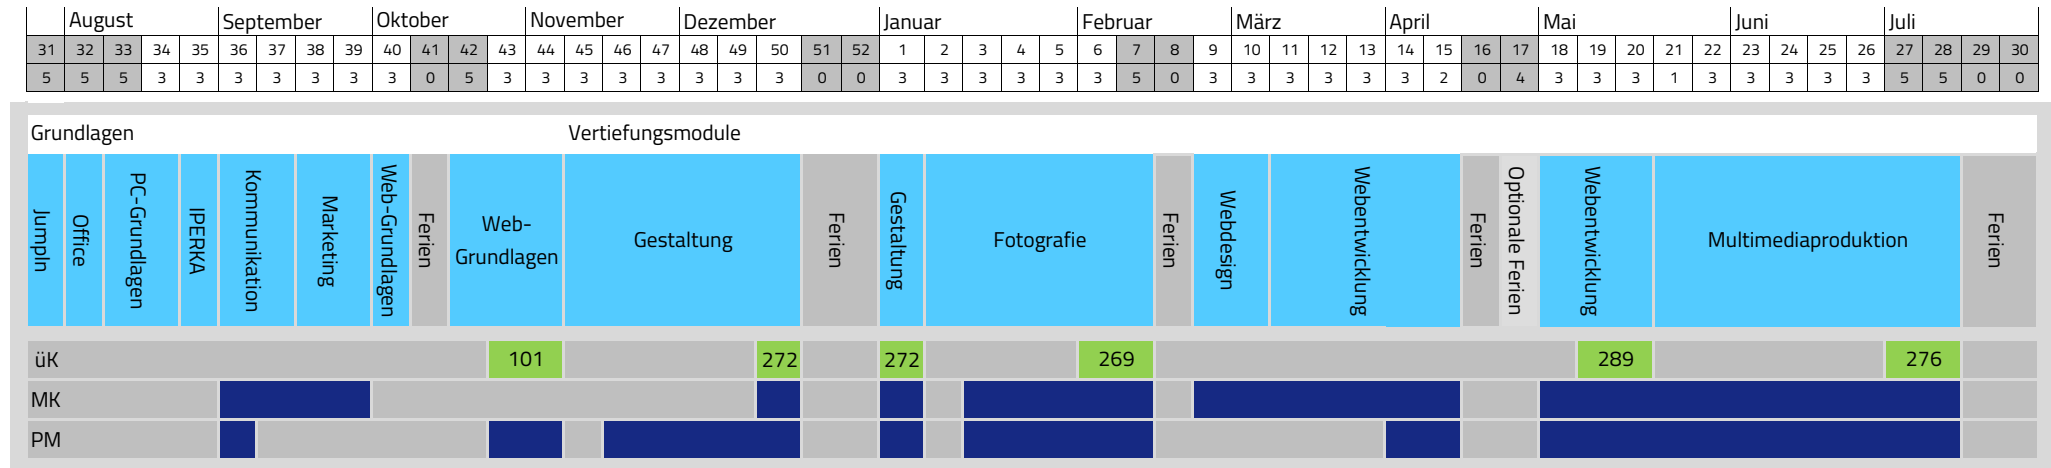 August September Oktober November Dezember Januar Februar März April Mai Juni Juli
31 32 33 34 35 36 37 38 39 40 41 42 43 44 45 46 47 48 49 50 51 52 1 2 3 4 5 6 7 8 9 10 11 12 13 14 15 16 17 18 19 20 21 22 23 24 25 26 27 28 29 30
5 5 5 3 3 3 3 3 3 3 0 5 3 3 3 3 3 3 3 3 0 0 3 3 3 3 3 3 5 0 3 3 3 3 3 3 2 0 4 3 3 3 1 3 3 3 3 3 5 5 0 0
Grundlagen Vertiefungsmodule
JumpIn
Office
PC-Grundlagen
IPERKA
Kommunikation
Marketing
Web-Grundlagen
Ferien
Web-
Grundlagen
Gestaltung
Ferien
Gestaltung
Fotografie
Ferien
Webdesign
Webentwicklung
Ferien
Optionale Ferien
Webentwicklung
Multimediaproduktion
Ferien
üK 101 272 272 269 289 276
MK
PM